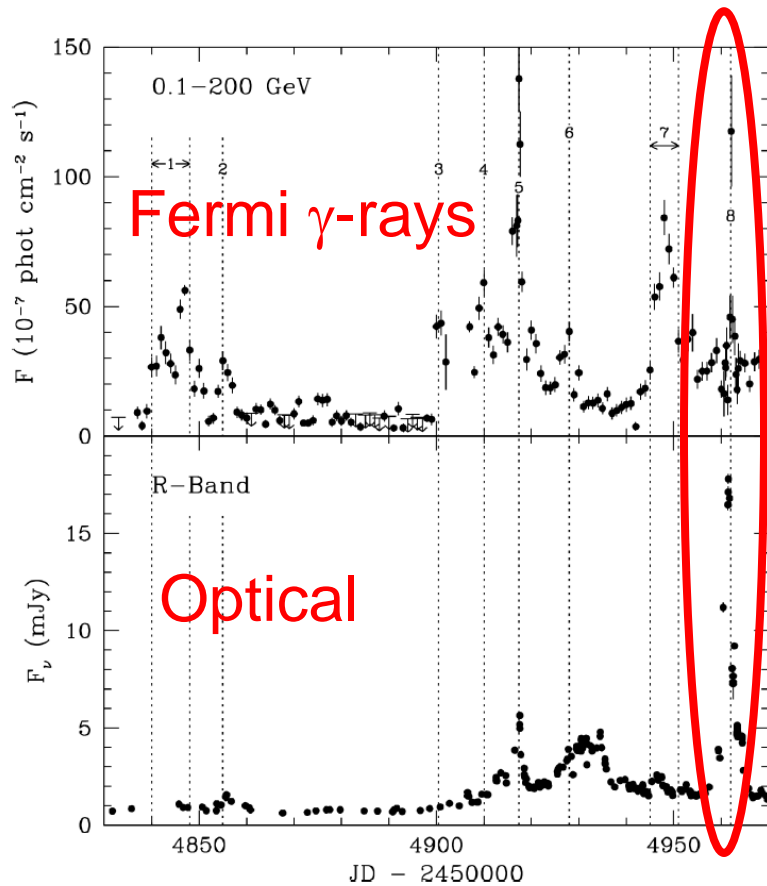 150
0.1−200 GeV
6
7
3
4
1
2
5
8
100
Fermi γ-rays
50
0
F (10⁻⁷ phot cm⁻² s⁻¹)
R−Band
15
Optical
10
5
0
Fν (mJy)
4850
4900
4950
JD − 2450000